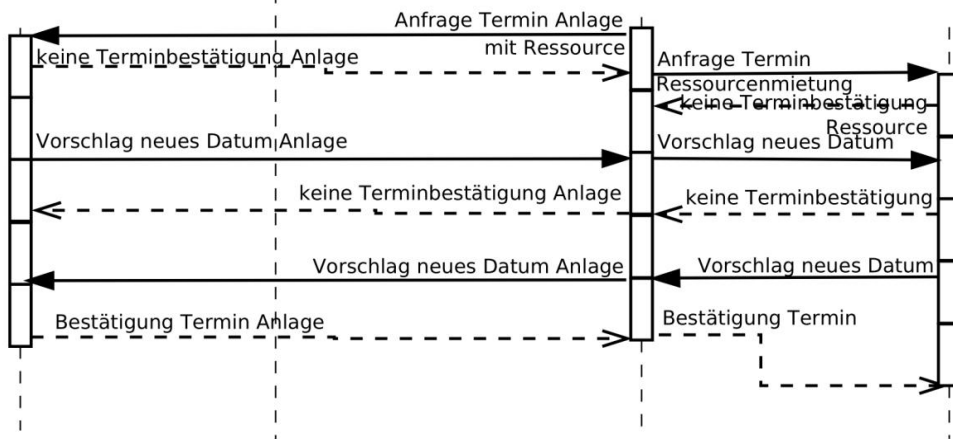 Anfrage Termin Anlage
mit Ressource
keine Terminbestätigung Anlage
Anfrage Termin
Ressourcenmietung
keine Terminbestätigung
Ressource
Vorschlag neues Datum Anlage
Vorschlag neues Datum
keine Terminbestätigung Anlage
keine Terminbestätigung
Vorschlag neues Datum Anlage
Vorschlag neues Datum
Bestätigung Termin Anlage
Bestätigung Termin